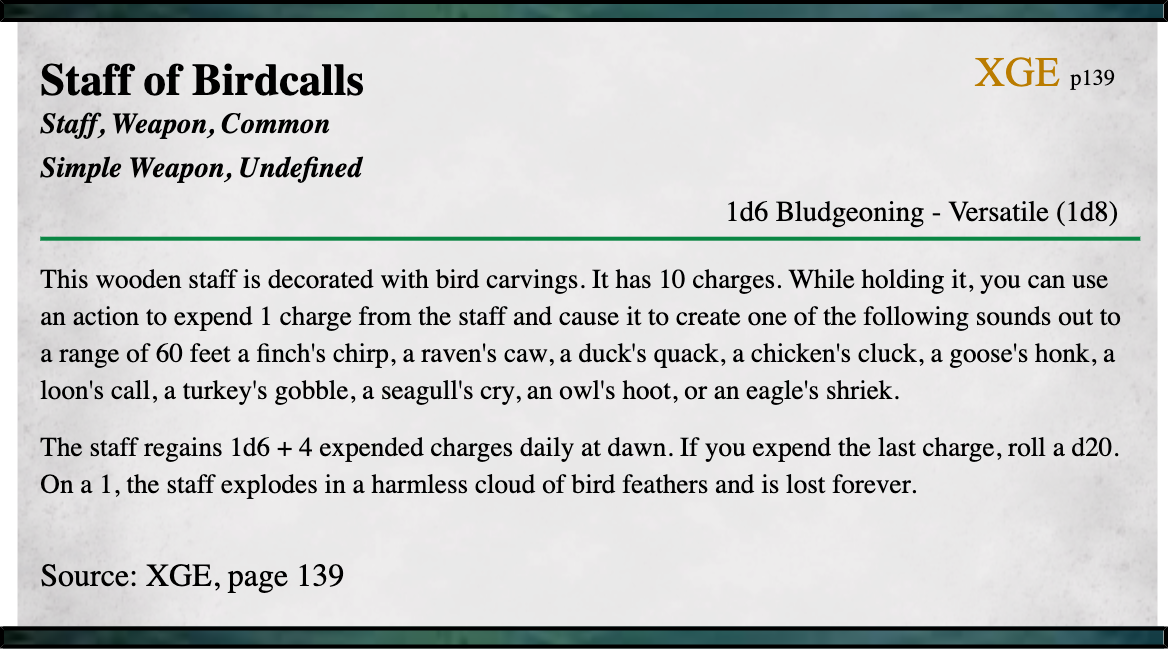 Staff of Birdcalls
XGE p139
Staff, Weapon, Common
Simple Weapon, Undefined
1d6 Bludgeoning - Versatile (1d8)
This wooden staff is decorated with bird carvings. It has 10 charges. While holding it, you can use
an action to expend 1 charge from the staff and cause it to create one of the following sounds out to
a range of 60 feet a finch's chirp, a raven's caw, a duck's quack, a chicken's cluck, a goose's honk, a
loon's call, a turkey's gobble, a seagull's cry, an owl's hoot, or an eagle's shriek.
The staff regains 1d6 + 4 expended charges daily at dawn. If you expend the last charge, roll a d20.
On a 1, the staff explodes in a harmless cloud of bird feathers and is lost forever.
Source: XGE, page 139